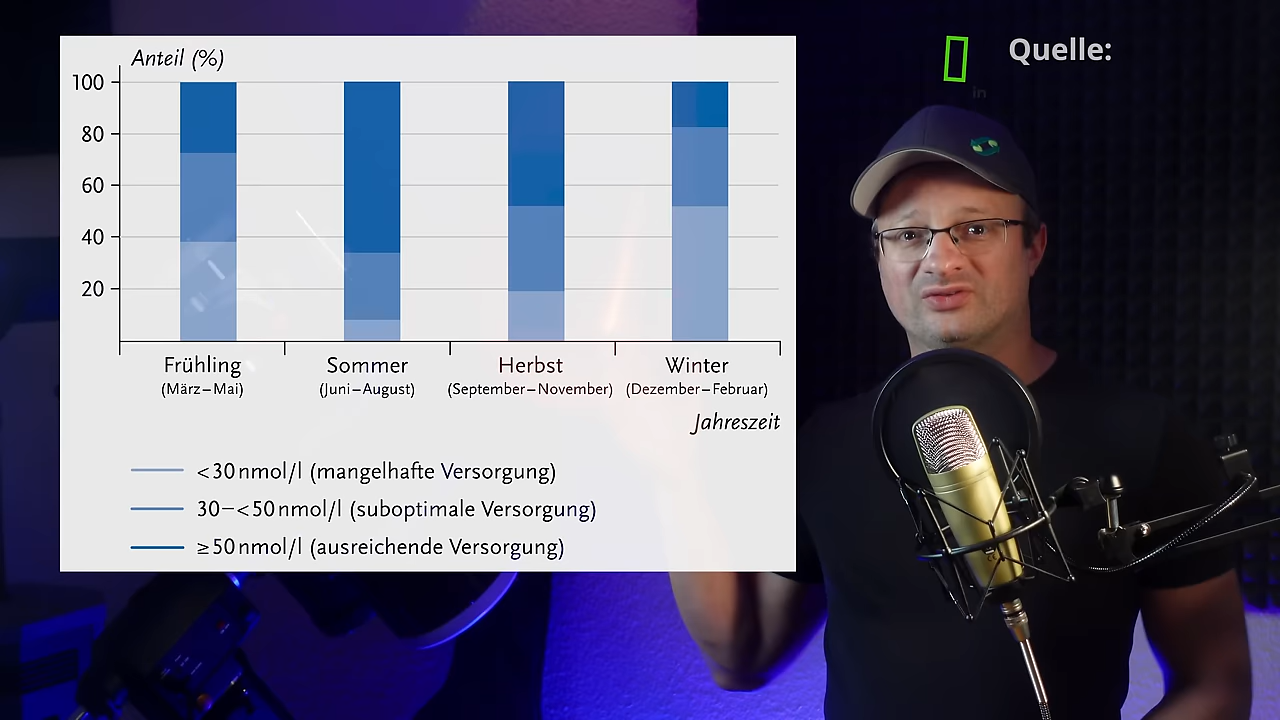 Anteil (%)
100
80
60
40
20
Frühling
(März–Mai)
Sommer
(Juni–August)
Herbst
(September–November)
Winter
(Dezember–Februar)
Jahreszeit
<30 nmol/l (mangelhafte Versorgung)
30–<50 nmol/l (suboptimale Versorgung)
≥50 nmol/l (ausreichende Versorgung)
Quelle:
in